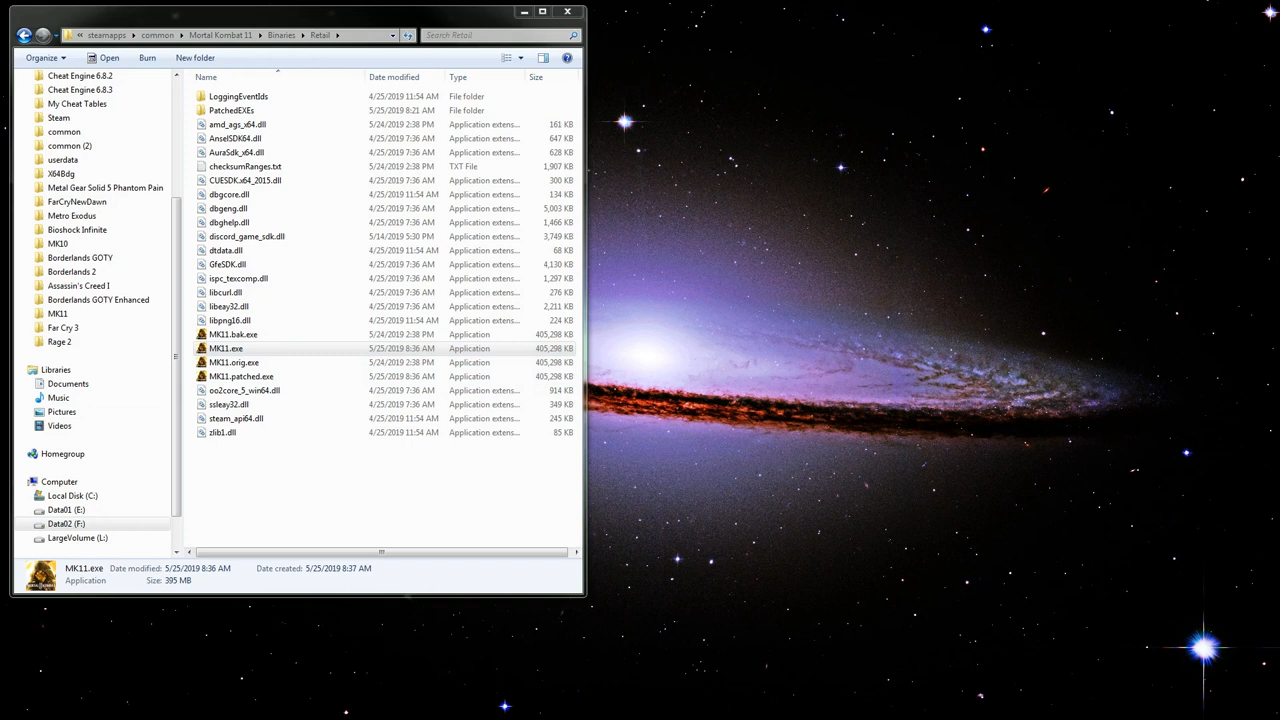 « steamapps common Mortal Kombat 11 Binaries Retail Search Retail
Organize Open Burn New folder
Cheat Engine 6.8.2
Cheat Engine 6.8.3
My Cheat Tables
Steam
common
common (2)
userdata
X64Bdg
Metal Gear Solid 5 Phantom Pain
FarCryNewDawn
Metro Exodus
Bioshock Infinite
MK10
Borderlands GOTY
Borderlands 2
Assassin's Creed I
Borderlands GOTY Enhanced
MK11
Far Cry 3
Rage 2
Libraries
Documents
Music
Pictures
Videos
Homegroup
Computer
Local Disk (C:)
Data01 (E:)
Data02 (F:)
LargeVolume (L:)
Name Date modified Type Size
LoggingEventIds 4/25/2019 11:54 AM File folder
PatchedEXEs 5/25/2019 8:21 AM File folder
amd_ags_x64.dll 5/24/2019 2:38 PM Application extens... 161 KB
AnselSDK64.dll 4/25/2019 7:36 AM Application extens... 647 KB
AuraSdk_x64.dll 4/25/2019 7:36 AM Application extens... 628 KB
checksumRanges.txt 5/24/2019 2:38 PM TXT File 1,907 KB
CUESDK.x64_2015.dll 4/25/2019 7:36 AM Application extens... 300 KB
dbgcore.dll 4/25/2019 11:54 AM Application extens... 134 KB
dbgeng.dll 4/25/2019 7:36 AM Application extens... 5,003 KB
dbghelp.dll 4/25/2019 7:36 AM Application extens... 1,466 KB
discord_game_sdk.dll 5/14/2019 5:30 PM Application extens... 3,749 KB
dtdata.dll 4/25/2019 11:54 AM Application extens... 68 KB
GfeSDK.dll 4/25/2019 7:36 AM Application extens... 4,130 KB
ispc_texcomp.dll 4/25/2019 7:36 AM Application extens... 1,297 KB
libcurl.dll 4/25/2019 7:36 AM Application extens... 276 KB
libeay32.dll 4/25/2019 7:36 AM Application extens... 2,211 KB
libpng16.dll 4/25/2019 11:54 AM Application extens... 224 KB
MK11.bak.exe 5/24/2019 2:38 PM Application 405,298 KB
MK11.exe 5/25/2019 8:36 AM Application 405,298 KB
MK11.orig.exe 5/24/2019 2:38 PM Application 405,298 KB
MK11.patched.exe 5/25/2019 8:36 AM Application 405,298 KB
oo2core_5_win64.dll 4/25/2019 7:36 AM Application extens... 914 KB
ssleay32.dll 4/25/2019 7:36 AM Application extens... 349 KB
steam_api64.dll 4/25/2019 11:54 AM Application extens... 245 KB
zlib1.dll 4/25/2019 11:54 AM Application extens... 85 KB
MK11.exe Date modified: 5/25/2019 8:36 AM Date created: 5/25/2019 8:37 AM
Application Size: 395 MB